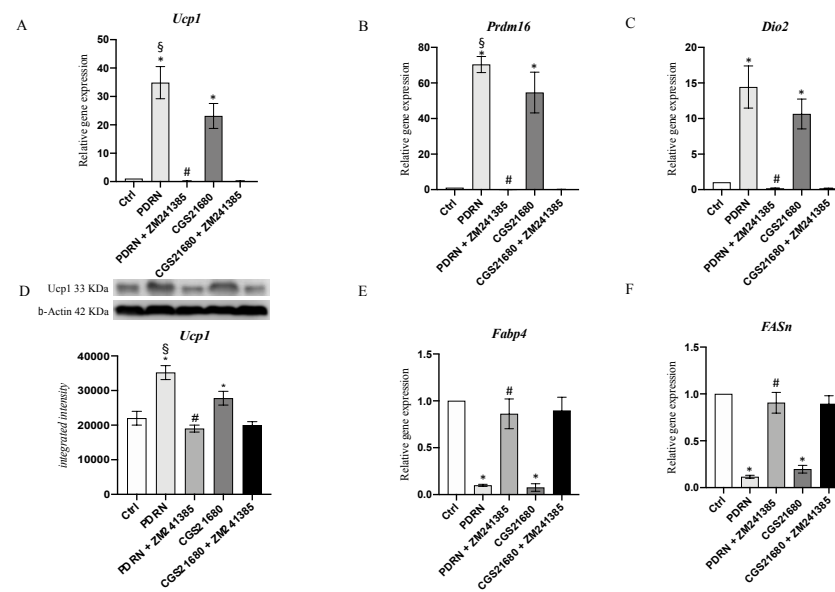 A
Ucp1
Relative gene expression
50
40
30
20
10
0
§
*
#
*
Ctrl
PDRN
PDRN + ZM241385
CGS21680
CGS21680 + ZM241385
B
Prdm16
Relative gene expression
80
60
40
20
0
§
*
#
*
Ctrl
PDRN
PDRN + ZM241385
CGS21680
CGS21680 + ZM241385
C
Dio2
Relative gene expression
20
15
10
5
0
*
#
*
Ctrl
PDRN
PDRN + ZM241385
CGS21680
CGS21680 + ZM241385
D
Ucp1 33 KDa
b-Actin 42 KDa
Ucp1
integrated intensity
40000
30000
20000
10000
0
§
*
#
*
Ctrl
PDRN
PDRN + ZM241385
CGS21680
CGS21680 + ZM241385
E
Fabp4
Relative gene expression
1.5
1.0
0.5
0.0
*
#
*
Ctrl
PDRN
PDRN + ZM241385
CGS21680
CGS21680 + ZM241385
F
FASn
Relative gene expression
1.5
1.0
0.5
0.0
*
#
*
Ctrl
PDRN
PDRN + ZM241385
CGS21680
CGS21680 + ZM241385